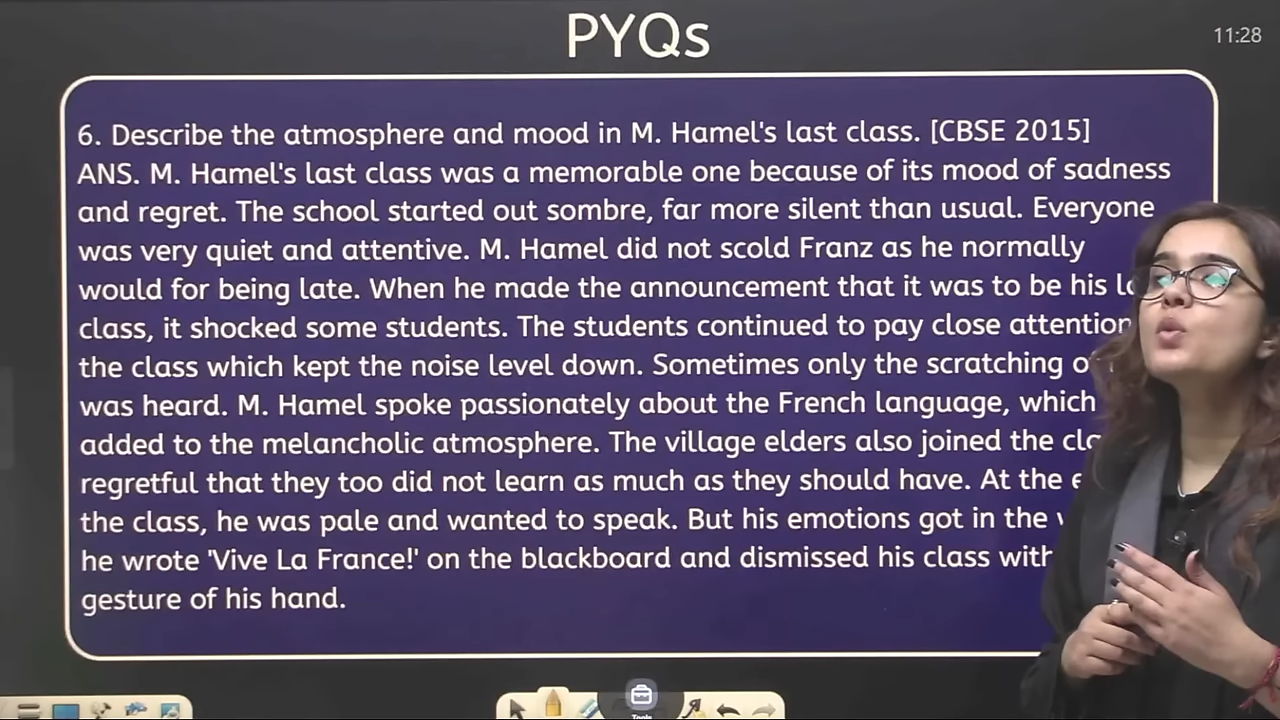 PYQs
11:28
6. Describe the atmosphere and mood in M. Hamel's last class. [CBSE 2015]
ANS. M. Hamel's last class was a memorable one because of its mood of sadness
and regret. The school started out sombre, far more silent than usual. Everyone
was very quiet and attentive. M. Hamel did not scold Franz as he normally
would for being late. When he made the announcement that it was to be his
class, it shocked some students. The students continued to pay close attention
the class which kept the noise level down. Sometimes only the scratching
was heard. M. Hamel spoke passionately about the French language, which
added to the melancholic atmosphere. The village elders also joined the
regretful that they too did not learn as much as they should have. At the
the class, he was pale and wanted to speak. But his emotions got in the
he wrote 'Vive La France!' on the blackboard and dismissed his class with
gesture of his hand.
Tools